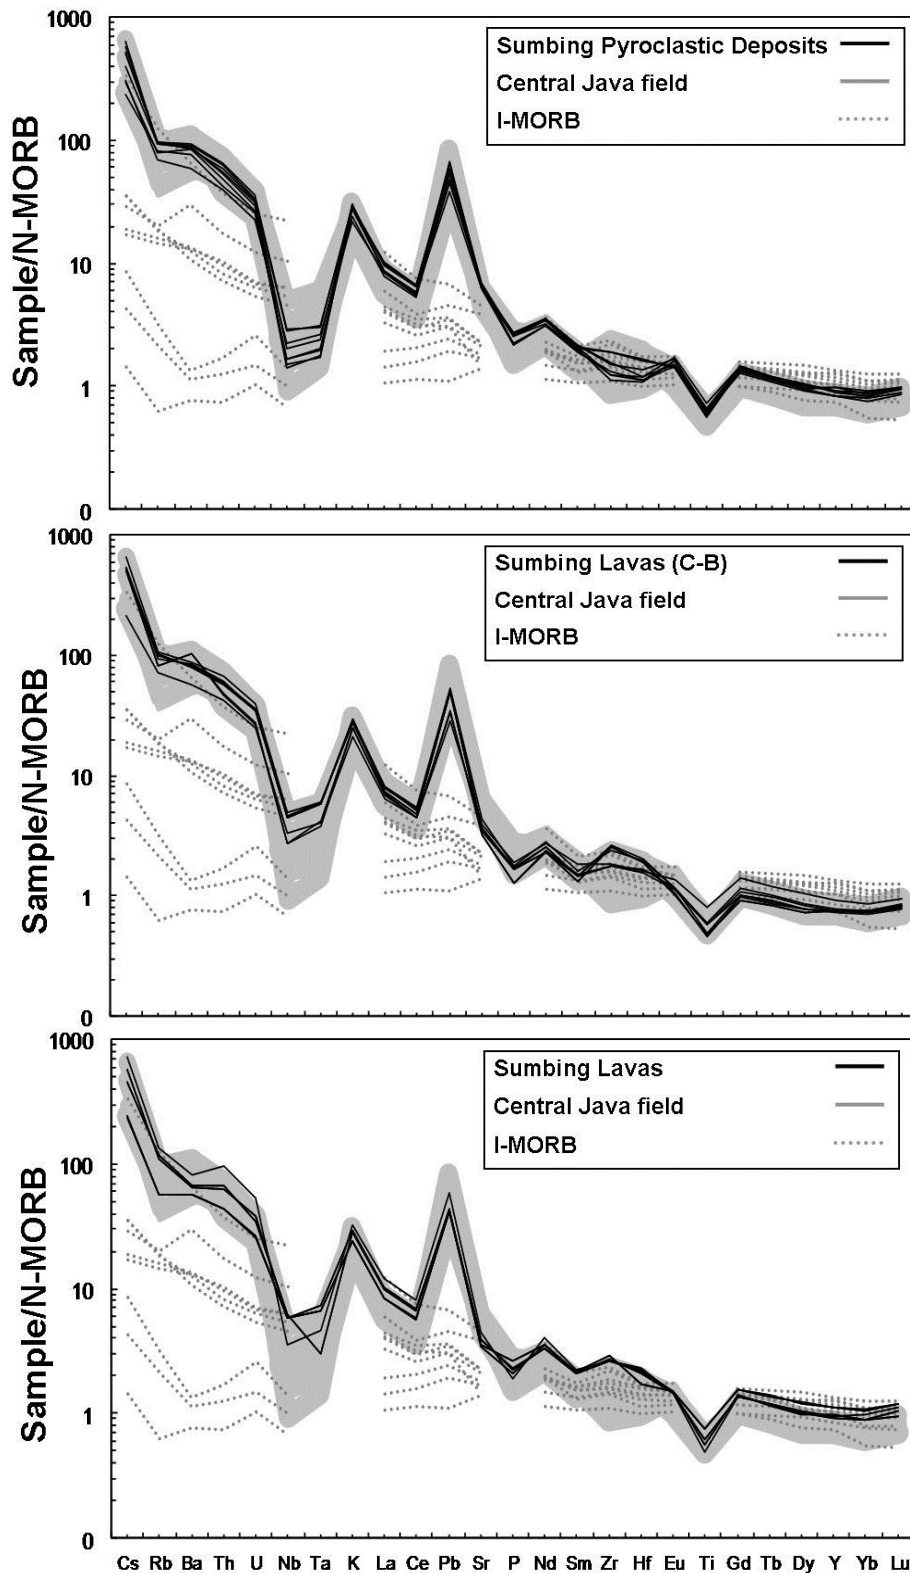 1000
100
10
1
0
Sample/N-MORB
Sumbing Pyroclastic Deposits
Central Java field
I-MORB
1000
100
10
1
0
Sample/N-MORB
Sumbing Lavas (C-B)
Central Java field
I-MORB
1000
100
10
1
0
Sample/N-MORB
Sumbing Lavas
Central Java field
I-MORB
Cs Rb Ba Th U Nb Ta K La Ce Pb Sr P Nd Sm Zr Hf Eu Ti Gd Tb Dy Y Yb Lu